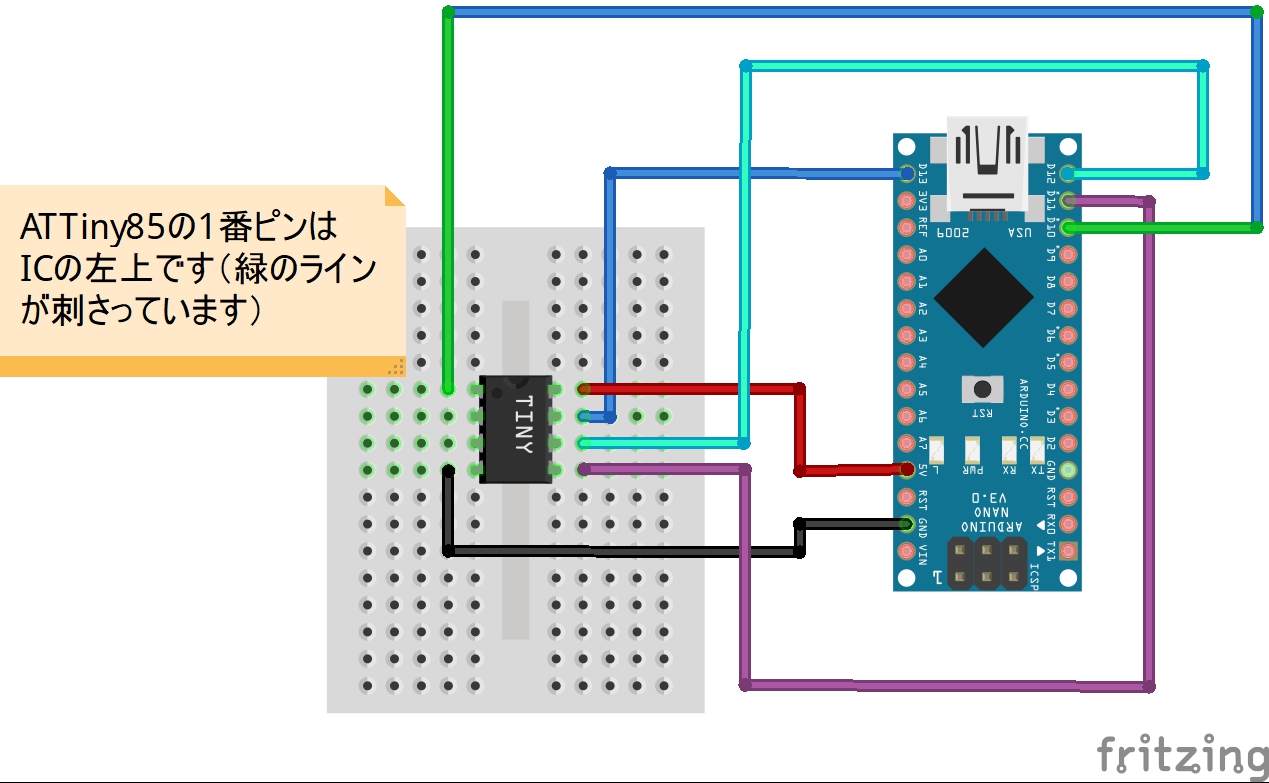 ATTiny85の1番ピンは
ICの左上です（緑のライン
が刺さっています）
TINY
D13
3V3
REF
A0
A1
A2
A3
A4
A5
A6
A7
5V
RST
GND
VIN
D12
D11
D10
D9
D8
D7
D6
D5
D4
D3
D2
GND
RST
RX0
TX1
USA
2009
RST
ARDUINO.CC
L
PWR
RX
TX
ARDUINO
NANO
V3.0
ICSP
1
fritzing